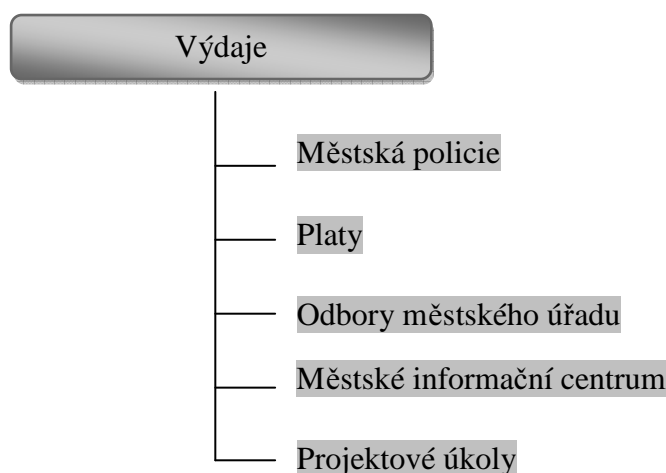 Výdaje
Městská policie
Platy
Odbory městského úřadu
Městské informační centrum
Projektové úkoly